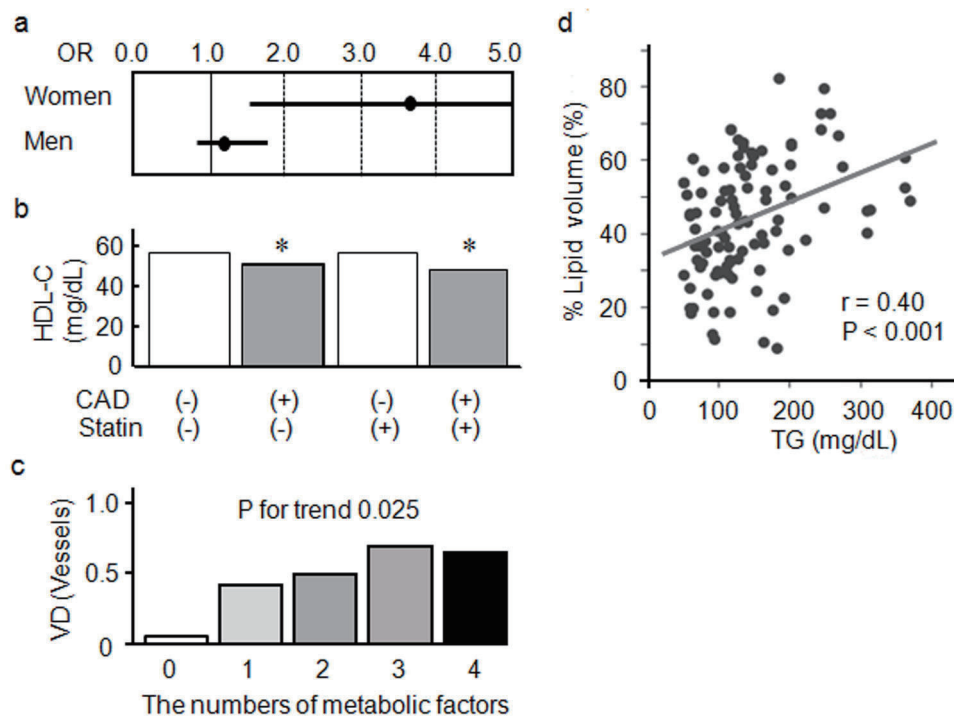 a
OR 0.0 1.0 2.0 3.0 4.0 5.0
Women
Men
b
HDL-C
(mg/dL)
60
40
20
0
* *
CAD (-) (+) (-) (+)
Statin (-) (-) (+) (+)
c
VD (Vessels)
1.0
0.5
0
P for trend 0.025
0 1 2 3 4
The numbers of metabolic factors
d
% Lipid volume (%)
80
60
40
20
0
r = 0.40
P < 0.001
0 100 200 300 400
TG (mg/dL)